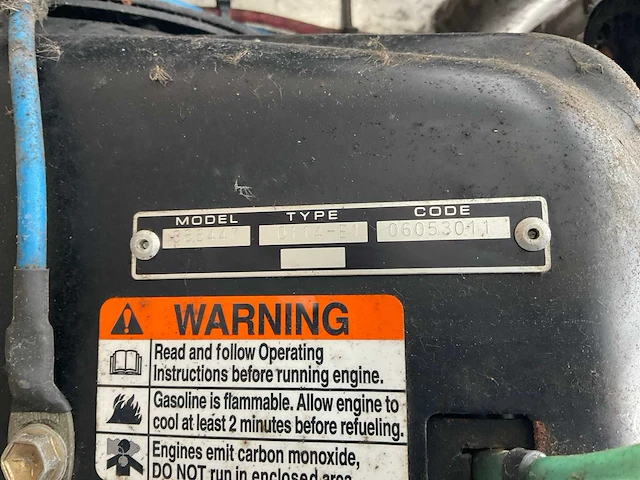 MODEL TYPE CODE
06053011
WARNING
Read and follow Operating
Instructions before running engine.
Gasoline is flammable. Allow engine to
cool at least 2 minutes before refueling.
Engines emit carbon monoxide,
DO NOT run in enclosed area